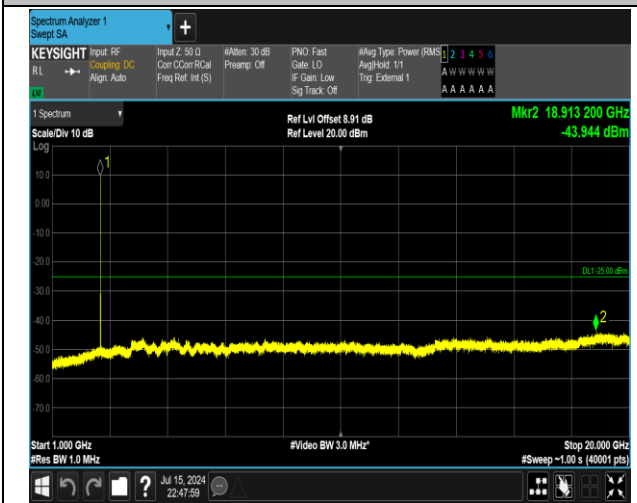 Spectrum Analyzer 1
Swept SA
+
KEYSIGHT
RL
LXI
Input: RF
Coupling: DC
Align: Auto
Input Z: 50 Ω
Corr CCorr RCal
Freq Ref: Int (S)
#Atten: 30 dB
Preamp: Off
PNO: Fast
Gate: LO
IF Gain: Low
Sig Track: Off
#Avg Type: Power (RMS
Avg|Hold: 1/1
Trig: External 1
1 2 3 4 5 6
A W W W W W
A A A A A A
1 Spectrum
Scale/Div 10 dB
Log
Ref Lvl Offset 8.91 dB
Ref Level 20.00 dBm
Mkr2 18.913 200 GHz
-43.944 dBm
1
10.0
0.00
-10.0
-20.0
DL1 -25.00 dBm
-30.0
-40.0
2
-50.0
-60.0
-70.0
Start 1.000 GHz
#Res BW 1.0 MHz
#Video BW 3.0 MHz*
Stop 20.000 GHz
#Sweep ~1.00 s (40001 pts)
?
Jul 15, 2024
22:47:59